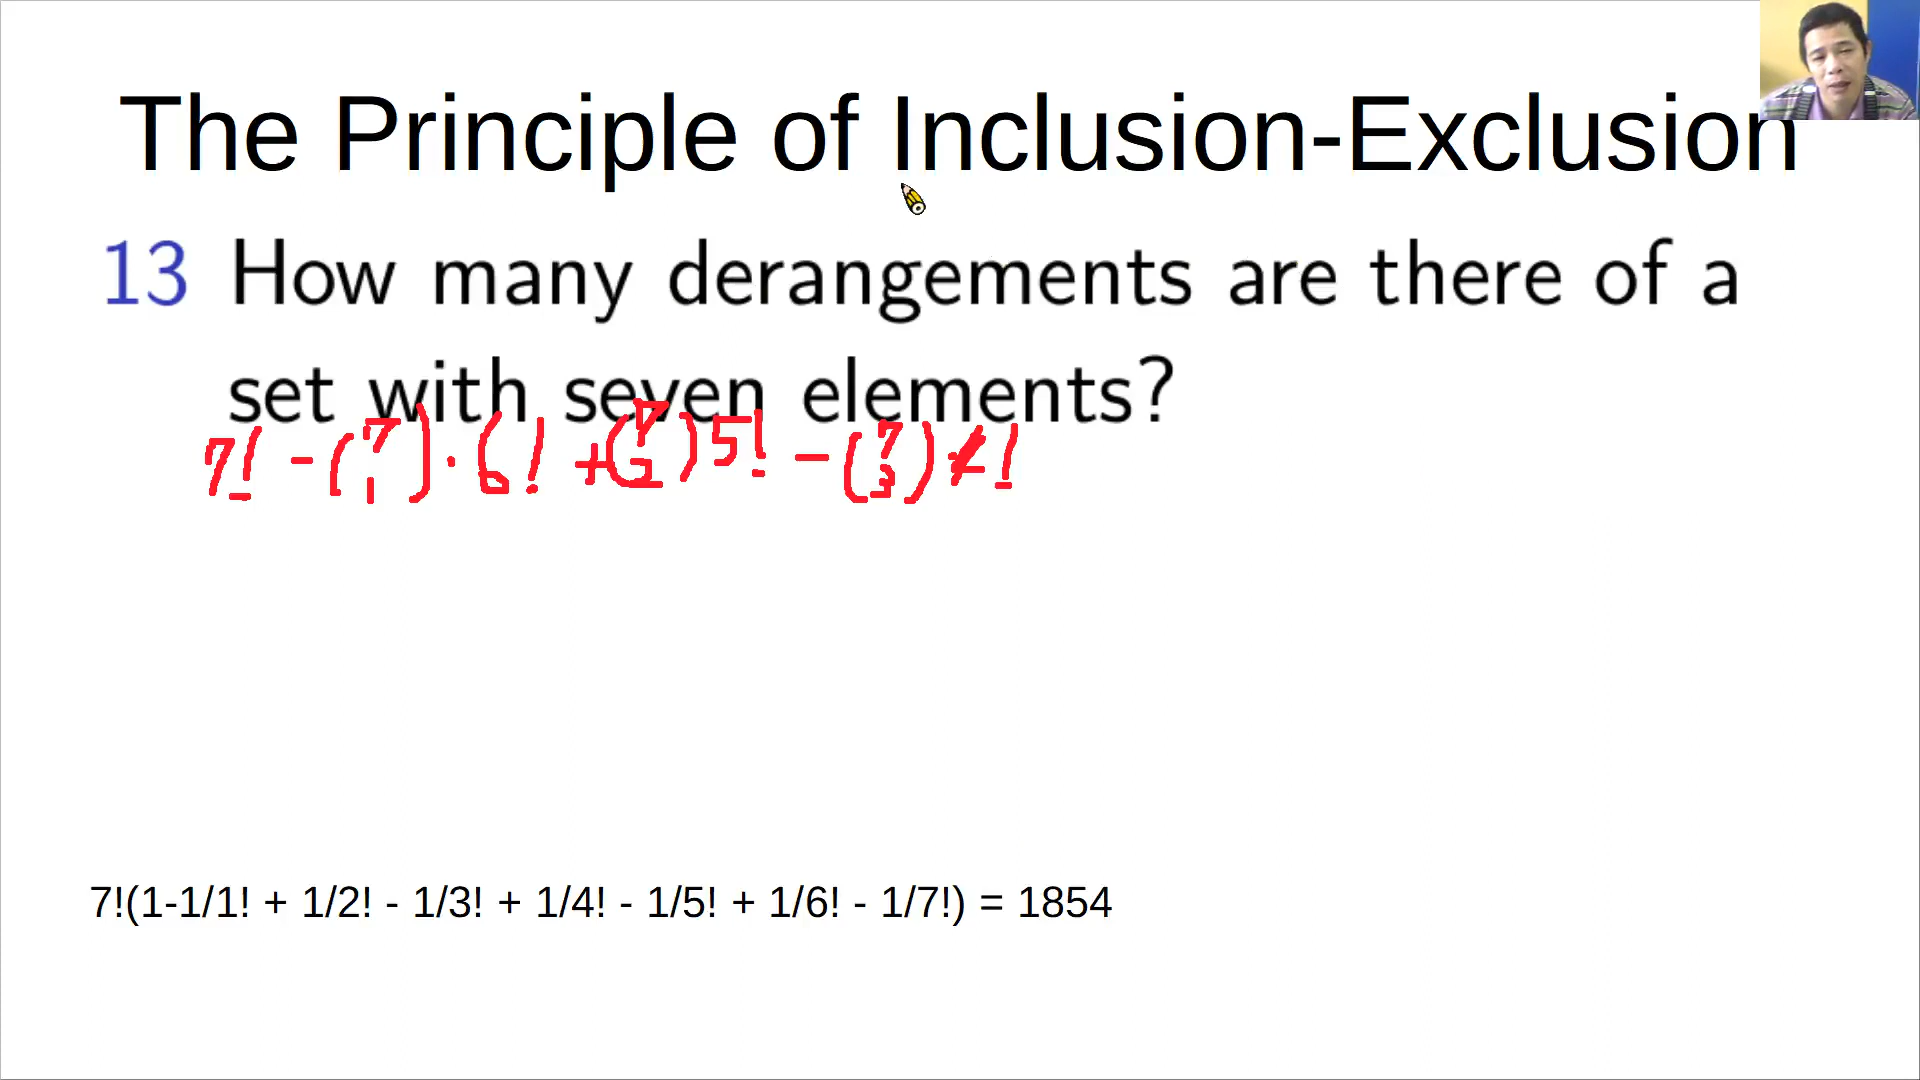 The Principle of Inclusion-Exclusion
13 How many derangements are there of a
set with seven elements?
7! - (7 1) · 6! + (7 2) 5! - (7 3) 4!
7!(1-1/1! + 1/2! - 1/3! + 1/4! - 1/5! + 1/6! - 1/7!) = 1854